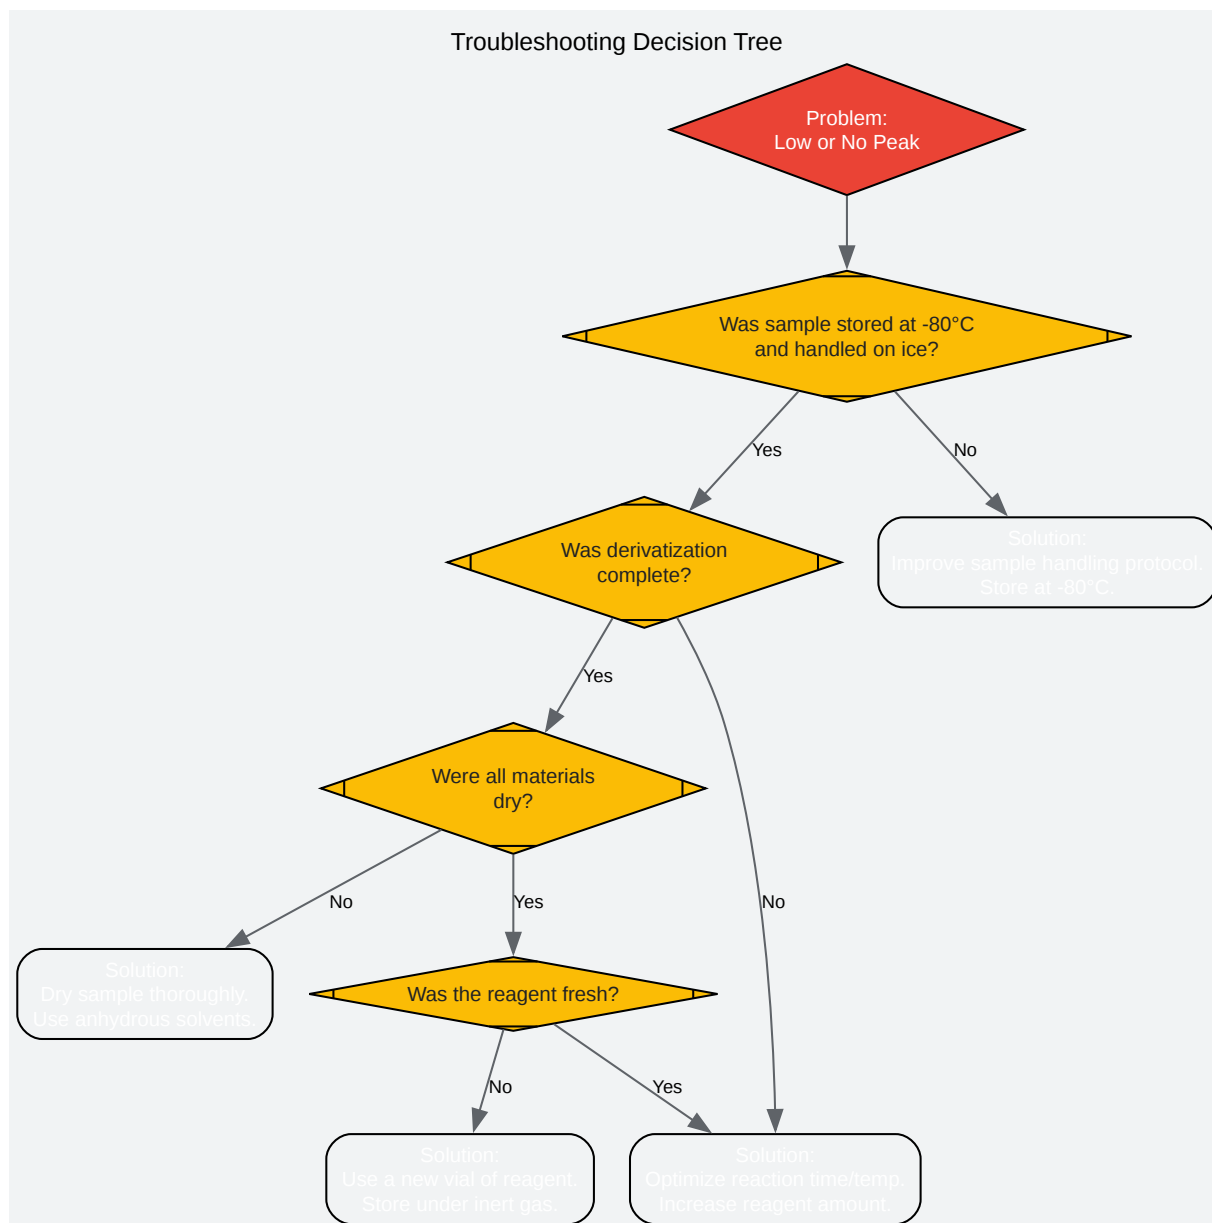 Troubleshooting Decision Tree
Problem:
Low or No Peak
Was sample stored at -80°C
and handled on ice?
Yes
No
Was derivatization
complete?
Solution:
Improve sample handling protocol.
Store at -80°C.
Yes
Were all materials
dry?
No
Yes
No
Solution:
Dry sample thoroughly.
Use anhydrous solvents.
Was the reagent fresh?
No
Yes
Solution:
Use a new vial of reagent.
Store under inert gas.
Solution:
Optimize reaction time/temp.
Increase reagent amount.